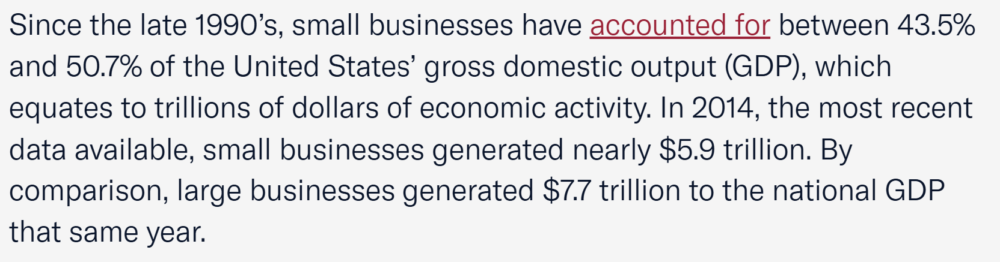 Since the late 1990’s, small businesses have accounted for between 43.5%
and 50.7% of the United States’ gross domestic output (GDP), which
equates to trillions of dollars of economic activity. In 2014, the most recent
data available, small businesses generated nearly $5.9 trillion. By
comparison, large businesses generated $7.7 trillion to the national GDP
that same year.